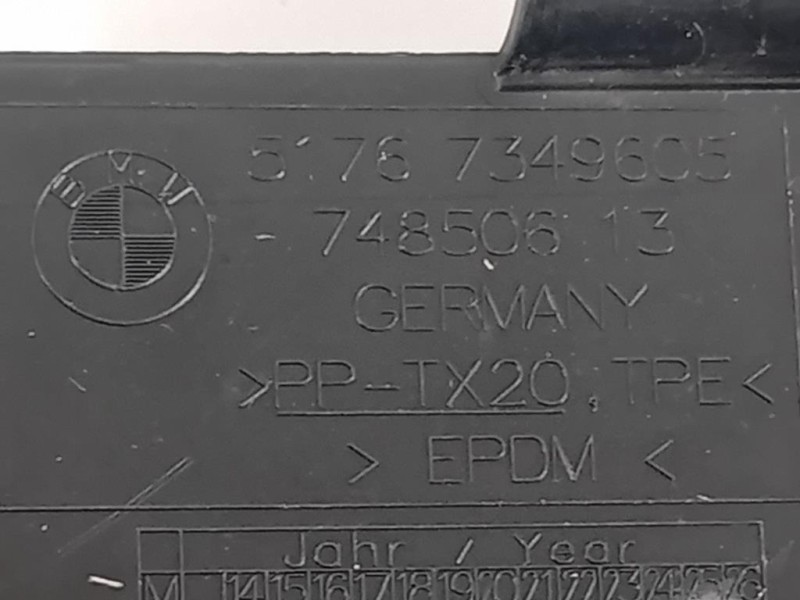 BMW
5176 7349605
- 748506 13
GERMANY
>PP-TX20, TPE<
> EPDM <
Jahr / Year
M 14 15 16 17 18 19 20 21 22 23 24 25 26